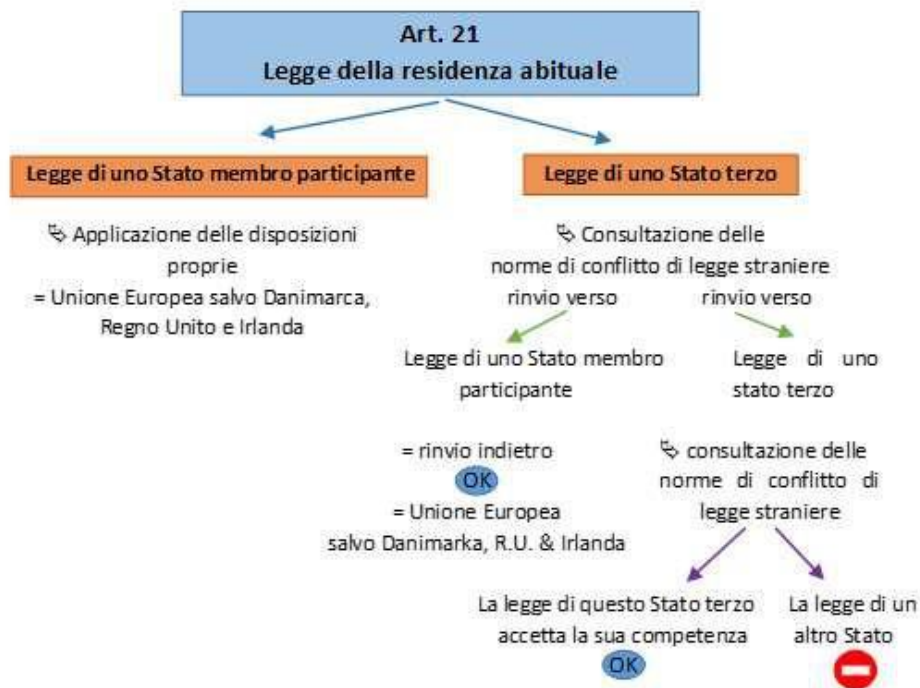 Art. 21
Legge della residenza abituale
Legge di uno Stato membro participante
Legge di uno Stato terzo
↳ Applicazione delle disposizioni
proprie
= Unione Europea salvo Danimarca,
Regno Unito e Irlanda
↳ Consultazione delle
norme di conflitto di legge straniere
rinvio verso
rinvio verso
Legge di uno Stato membro
participante
Legge di uno
stato terzo
= rinvio indietro
OK
= Unione Europea
salvo Danimarka, R.U. & Irlanda
↳ consultazione delle
norme di conflitto di
legge straniere
La legge di questo Stato terzo
accetta la sua competenza
OK
La legge di un
altro Stato